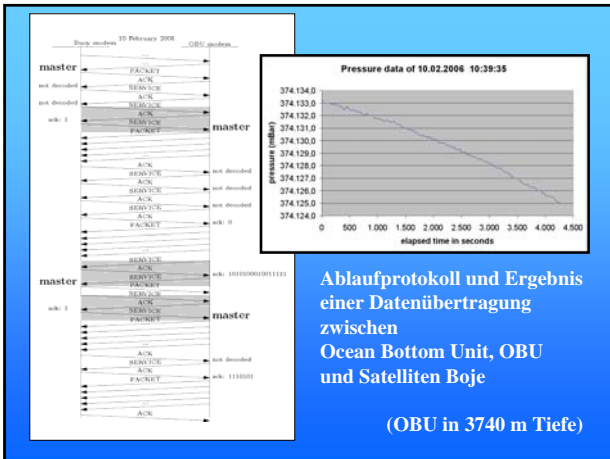 10 February 2006
Buoy modem OBU modem
...
master
PACKET
ACK
not decoded
SERVICE
ACK
not decoded
SERVICE
ACK
ask: 1
SERVICE
PACKET
master
...
ACK
SERVICE
not decoded
ACK
SERVICE
not decoded
ACK
SERVICE
not decoded
ACK
PACKET
ask: 0
...
SERVICE
ACK
ask: 1010100010011111
SERVICE
PACKET
master
SERVICE
ACK
ask: 1
SERVICE
PACKET
master
...
ACK
SERVICE
not decoded
ACK
PACKET
ask: 1110101
...
ACK
Pressure data of 10.02.2006 10:39:35
pressure (mBar)
374.134,0
374.133,0
374.132,0
374.131,0
374.130,0
374.129,0
374.128,0
374.127,0
374.126,0
374.125,0
374.124,0
0 500 1.000 1.500 2.000 2.500 3.000 3.500 4.000 4.500
elapsed time in seconds
Ablaufprotokoll und Ergebnis
einer Datenübertragung
zwischen
Ocean Bottom Unit, OBU
und Satelliten Boje
(OBU in 3740 m Tiefe)